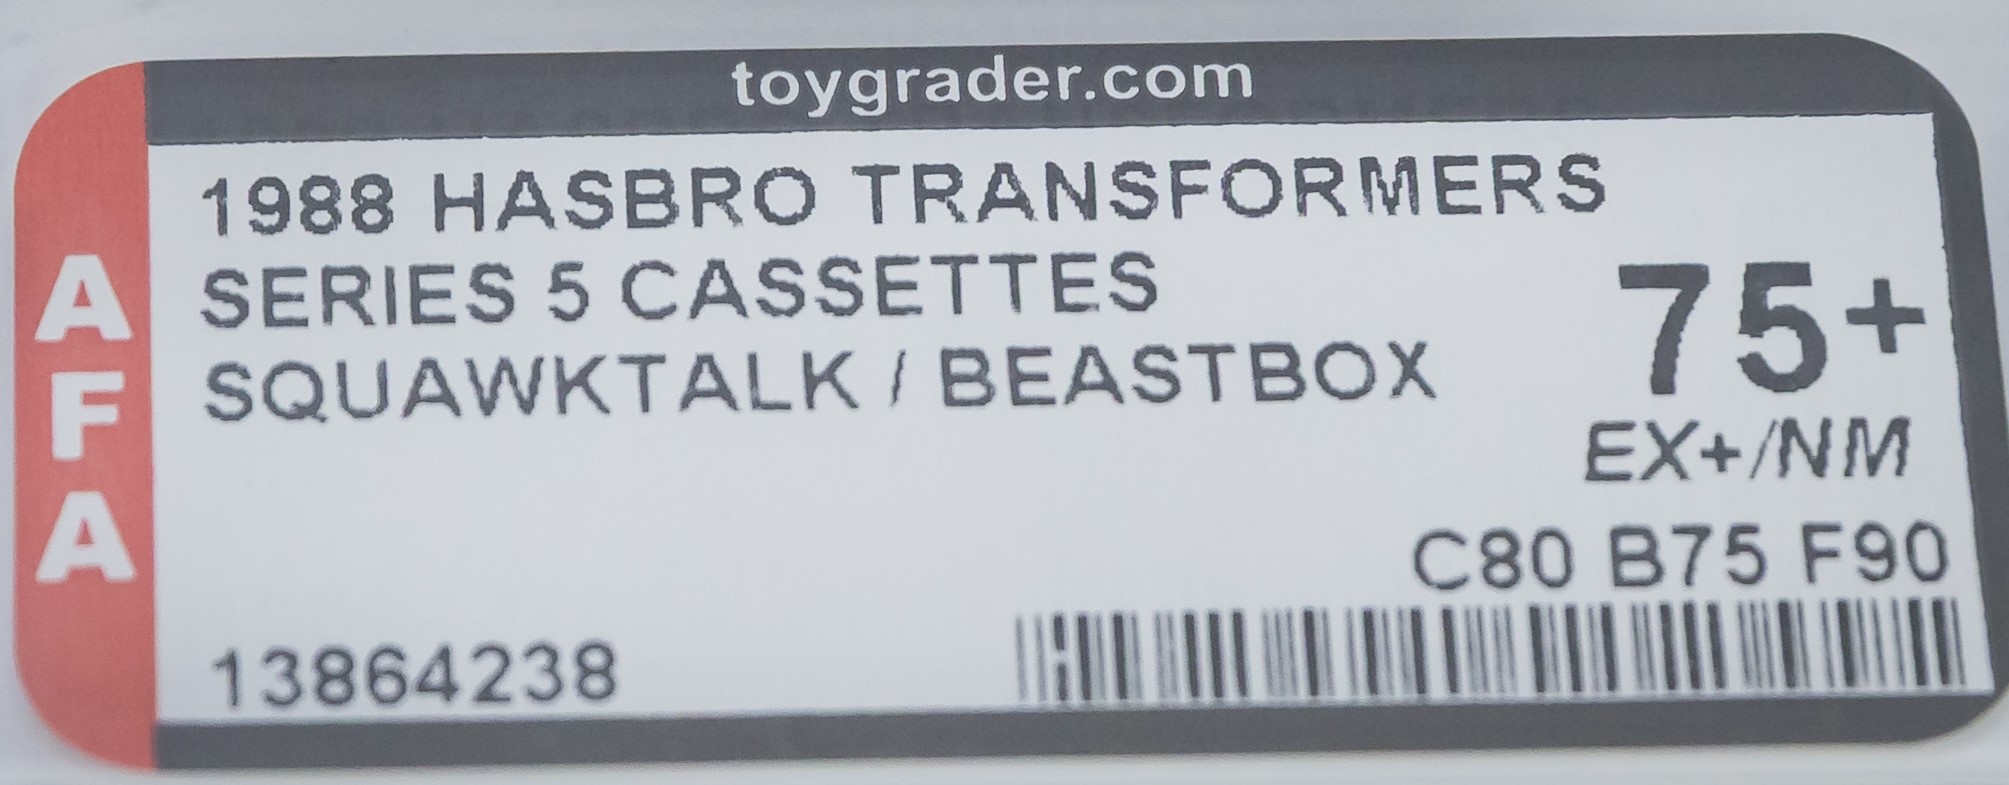 toygrader.com
AFA
1988 HASBRO TRANSFORMERS
SERIES 5 CASSETTES
SQUAWKTALK / BEASTBOX
75+
EX+/NM
C80 B75 F90
13864238